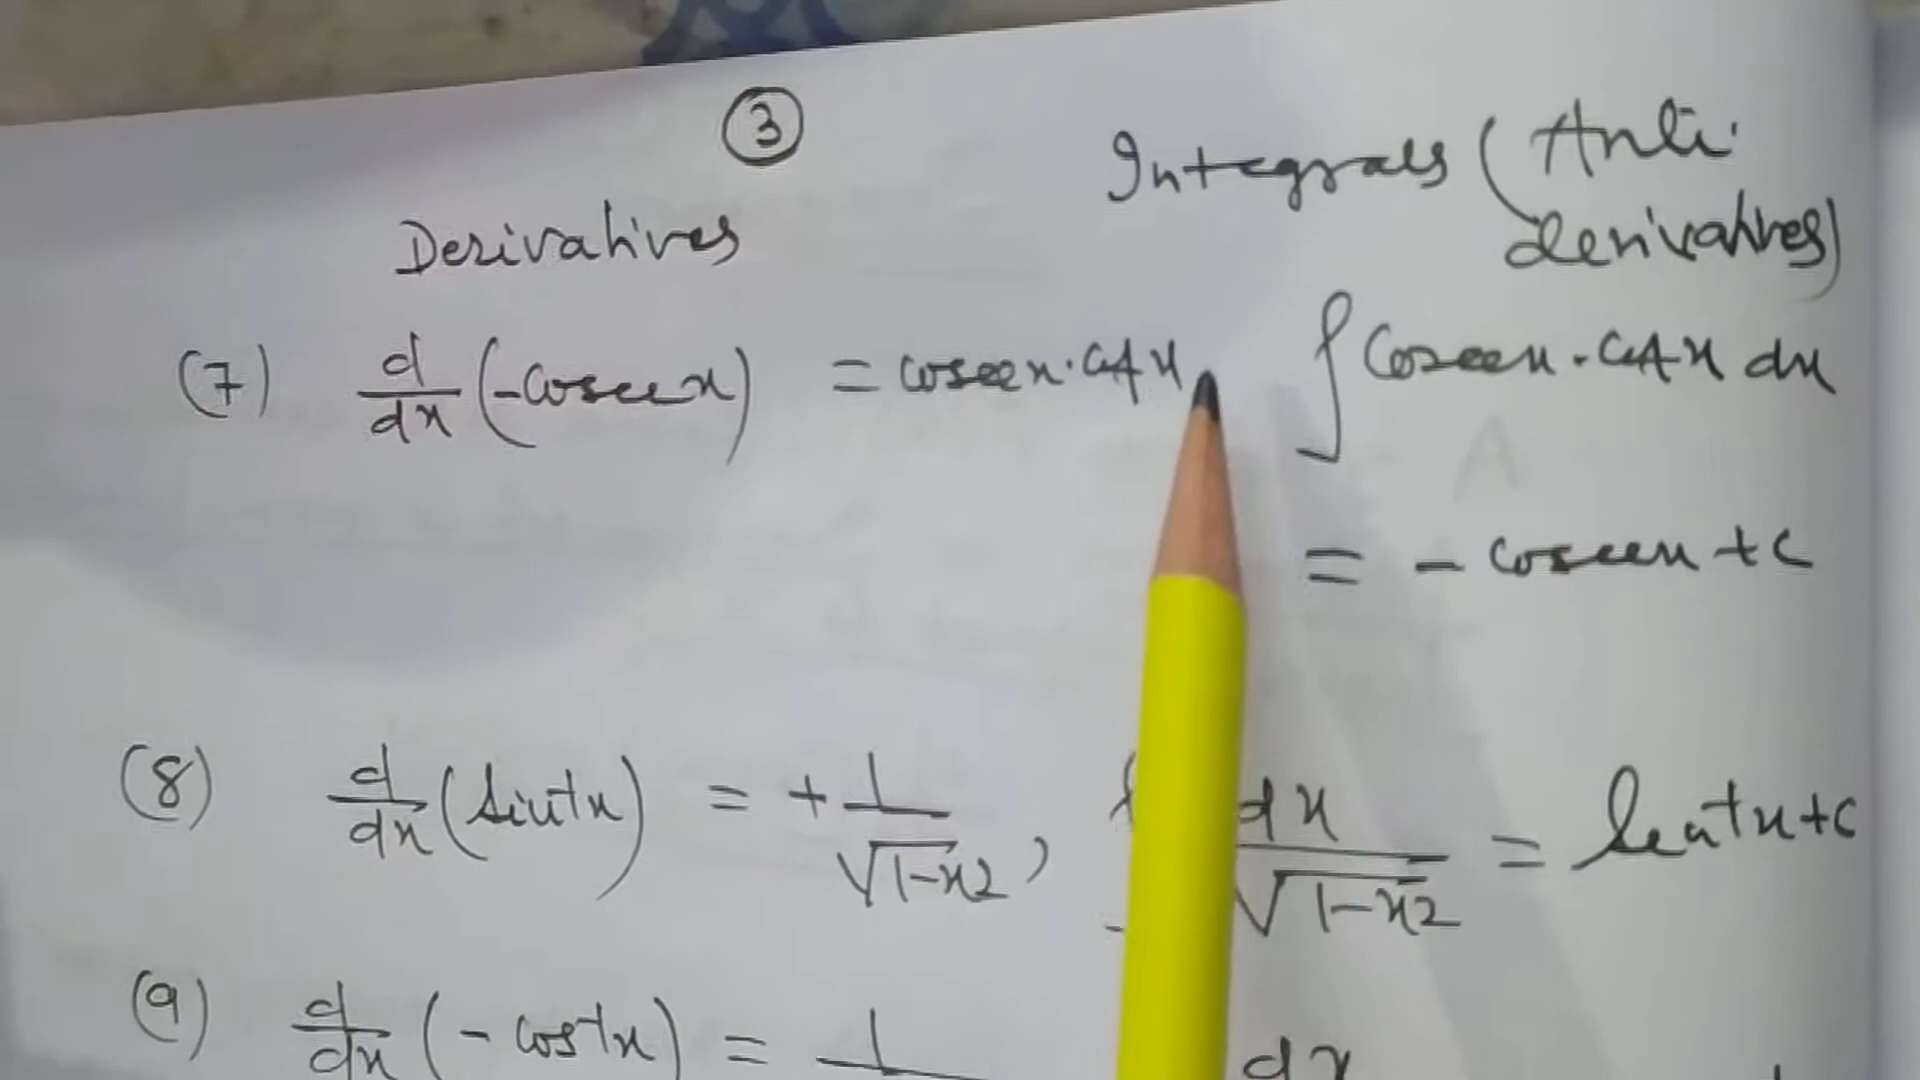 3
Derivatives
Integrals (Anti derivatives)
(7) d/dx (-cosec x) = cosec x · cot x, ∫ Cosec x · Cot x dx
= - cosec x + c
(8) d/dx (sin⁻¹x) = + 1/√1-x², ∫ dx/√1-x² = sin⁻¹x + c
(9) d/dx (- cos⁻¹x) = 1
dx